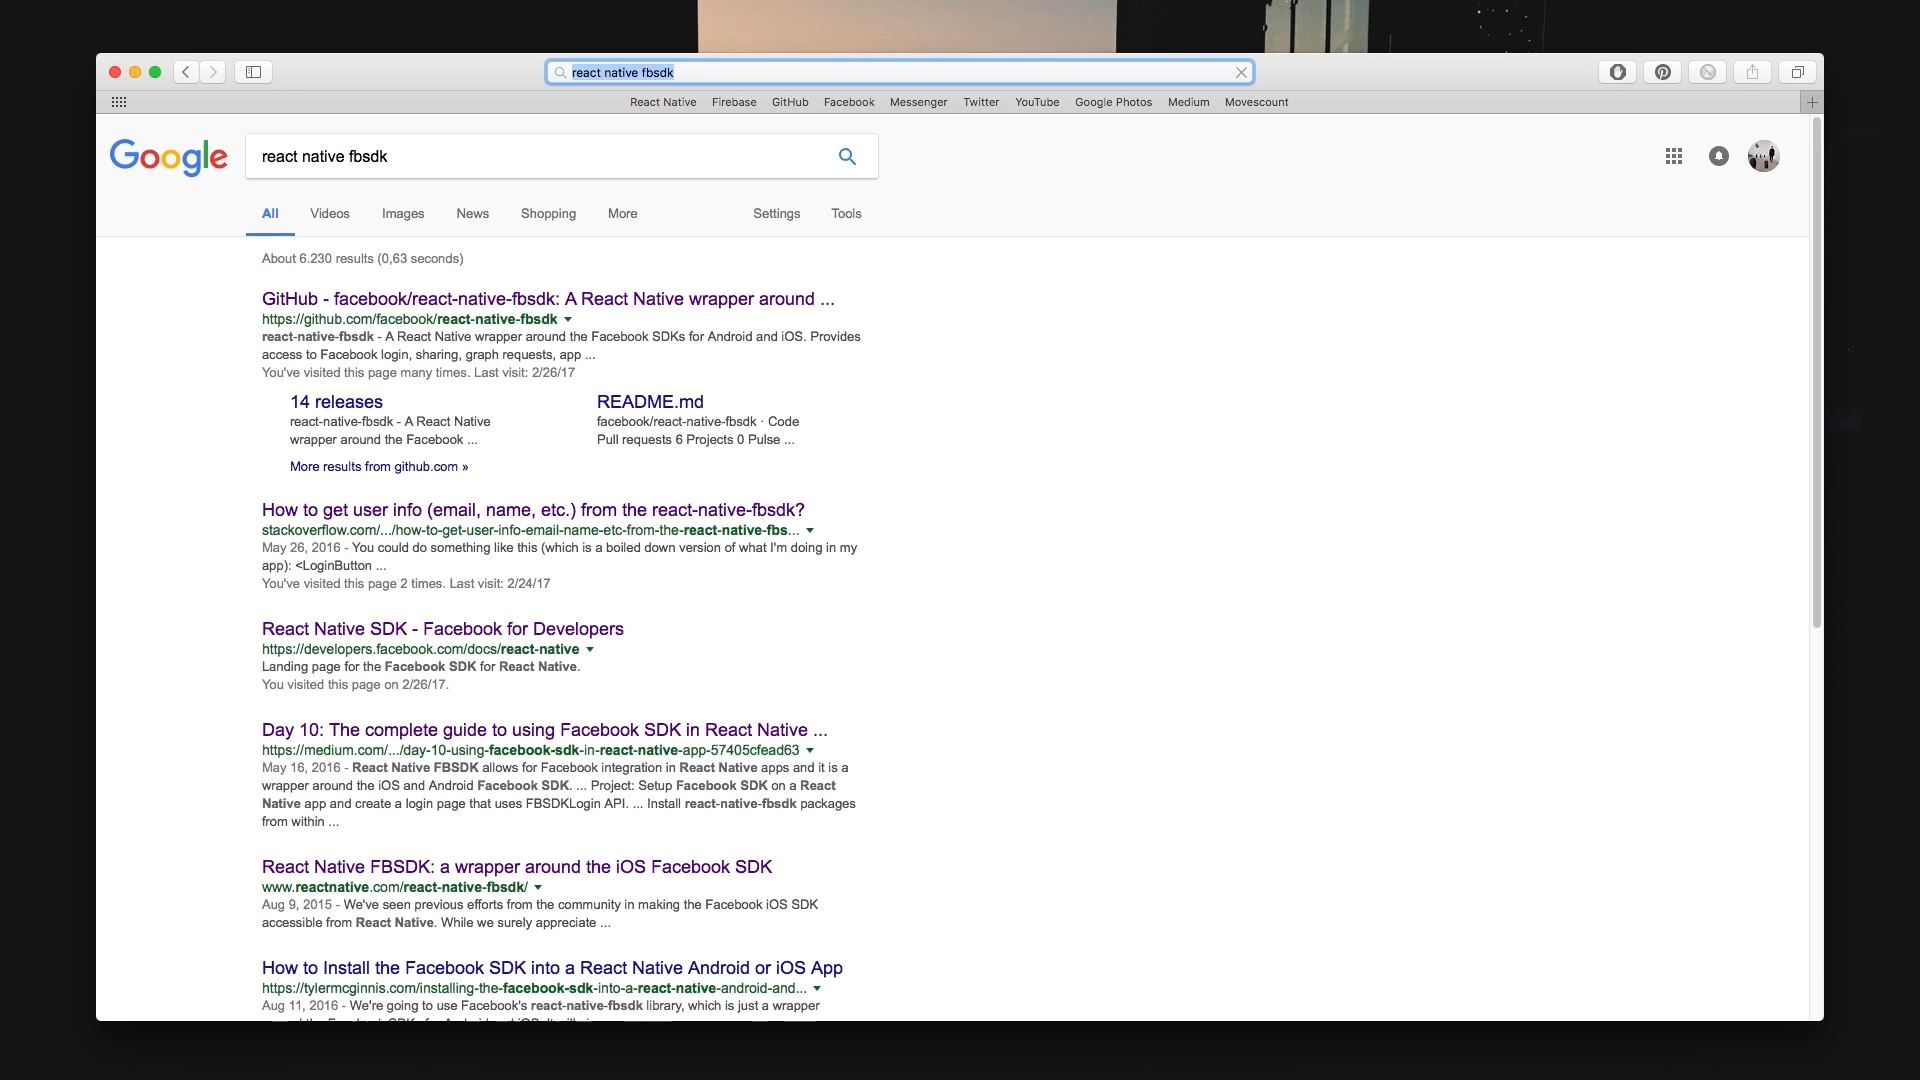 react native fbsdk
React Native Firebase GitHub Facebook Messenger Twitter YouTube Google Photos Medium Movescount
Google
react native fbsdk
All Videos Images News Shopping More Settings Tools
About 6.230 results (0,63 seconds)
GitHub - facebook/react-native-fbsdk: A React Native wrapper around ...
https://github.com/facebook/react-native-fbsdk
react-native-fbsdk - A React Native wrapper around the Facebook SDKs for Android and iOS. Provides
access to Facebook login, sharing, graph requests, app ...
You've visited this page many times. Last visit: 2/26/17
14 releases
react-native-fbsdk - A React Native
wrapper around the Facebook ...
README.md
facebook/react-native-fbsdk · Code
Pull requests 6 Projects 0 Pulse ...
More results from github.com »
How to get user info (email, name, etc.) from the react-native-fbsdk?
stackoverflow.com/.../how-to-get-user-info-email-name-etc-from-the-react-native-fbs...
May 26, 2016 - You could do something like this (which is a boiled down version of what I'm doing in my
app): <LoginButton ...
You've visited this page 2 times. Last visit: 2/24/17
React Native SDK - Facebook for Developers
https://developers.facebook.com/docs/react-native
Landing page for the Facebook SDK for React Native.
You visited this page on 2/26/17.
Day 10: The complete guide to using Facebook SDK in React Native ...
https://medium.com/.../day-10-using-facebook-sdk-in-react-native-app-57405cfead63
May 16, 2016 - React Native FBSDK allows for Facebook integration in React Native apps and it is a
wrapper around the iOS and Android Facebook SDK. ... Project: Setup Facebook SDK on a React
Native app and create a login page that uses FBSDKLogin API. ... Install react-native-fbsdk packages
from within ...
React Native FBSDK: a wrapper around the iOS Facebook SDK
www.reactnative.com/react-native-fbsdk/
Aug 9, 2015 - We've seen previous efforts from the community in making the Facebook iOS SDK
accessible from React Native. While we surely appreciate ...
How to Install the Facebook SDK into a React Native Android or iOS App
https://tylermcginnis.com/installing-the-facebook-sdk-into-a-react-native-android-and...
Aug 11, 2016 - We're going to use Facebook's react-native-fbsdk library, which is just a wrapper